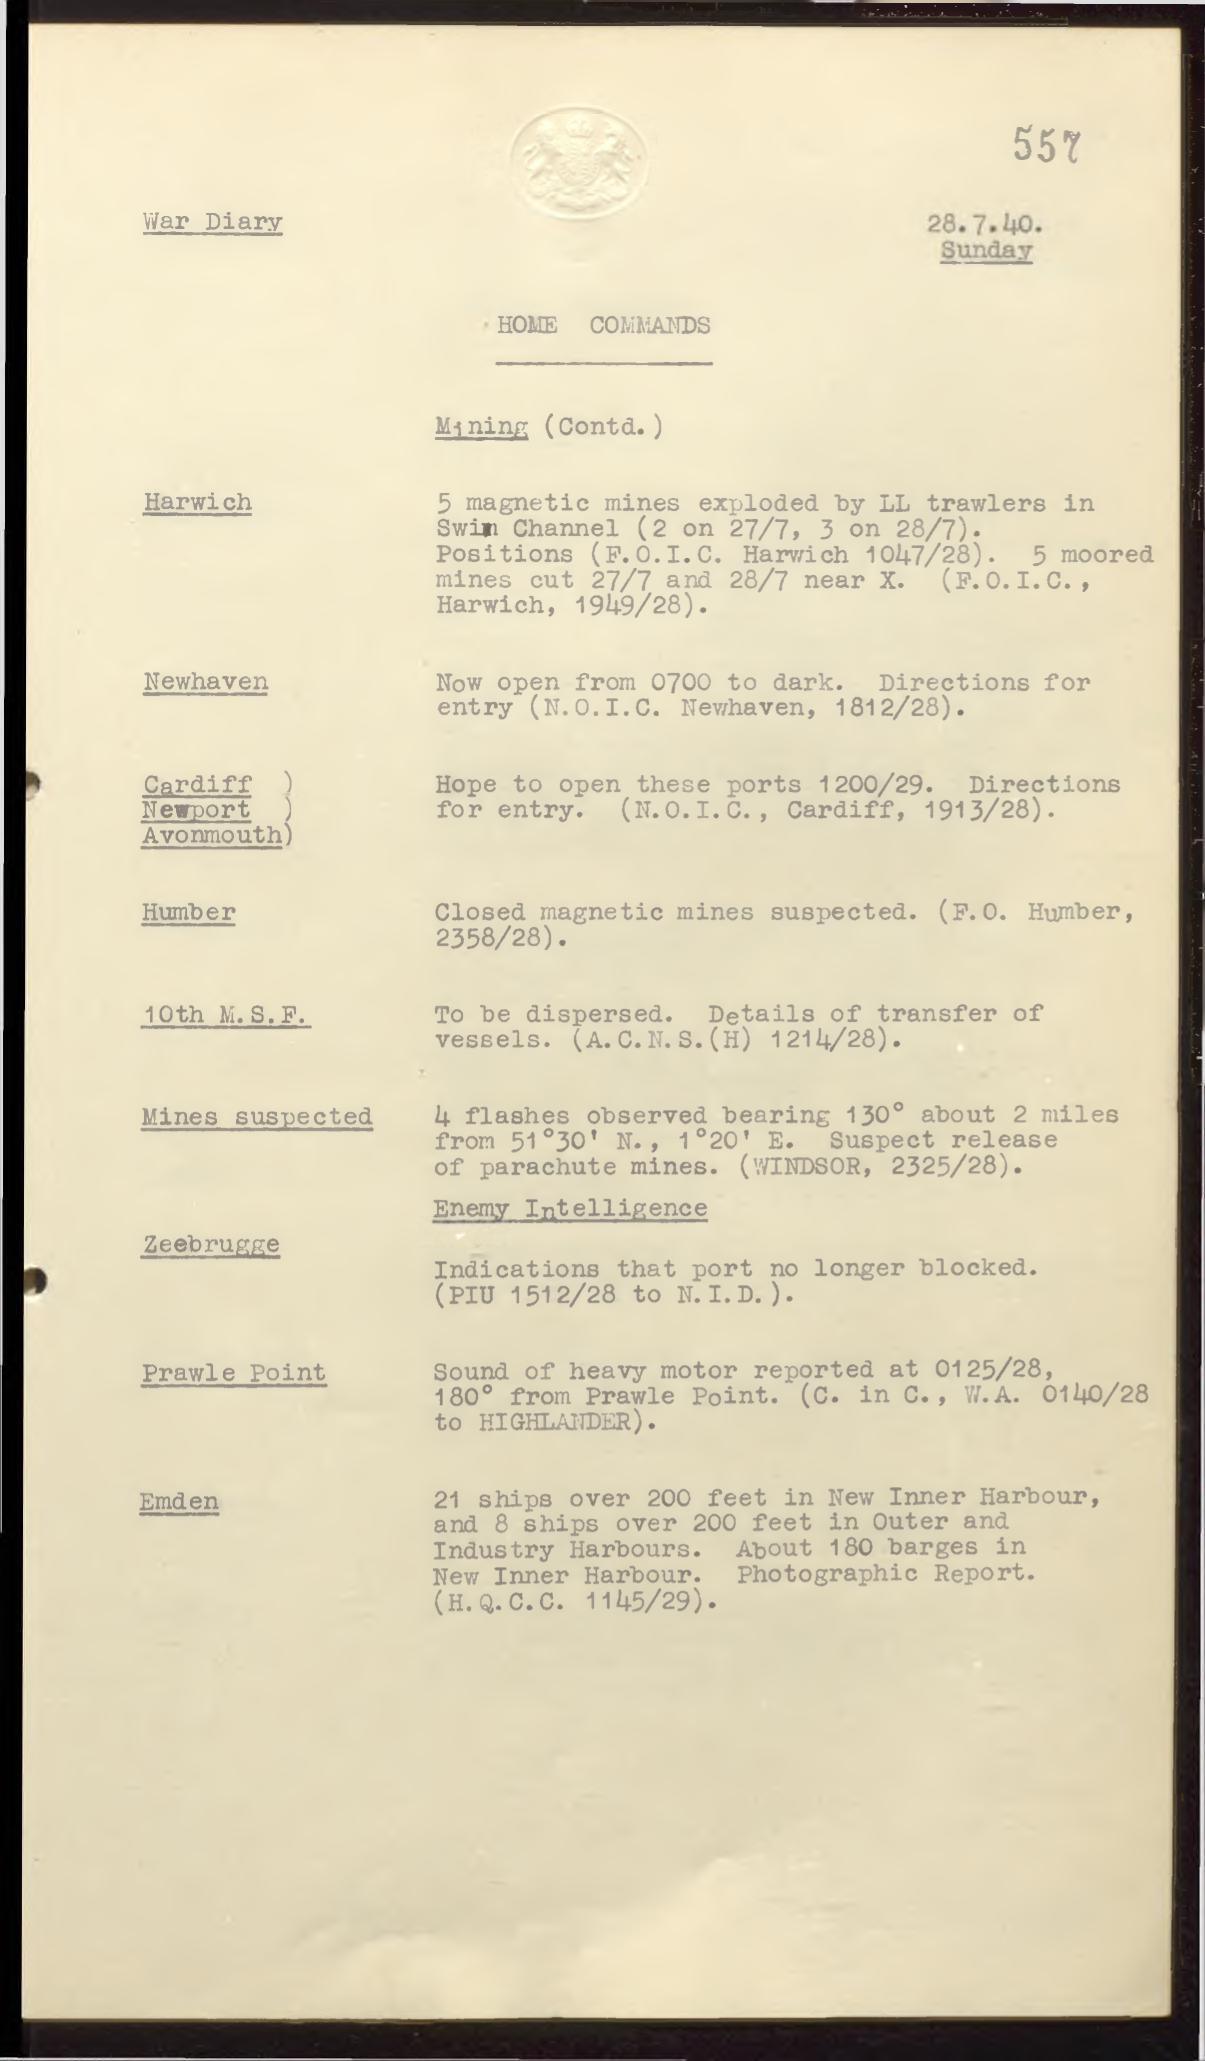 557
War Diary
28.7.40.
Sunday
HOME COMMANDS
Mining (Contd.)
Harwich
5 magnetic mines exploded by LL trawlers in
Swin Channel (2 on 27/7, 3 on 28/7).
Positions (F.O.I.C. Harwich 1047/28). 5 moored
mines cut 27/7 and 28/7 near X. (F.O.I.C.,
Harwich, 1949/28).
Newhaven
Now open from 0700 to dark. Directions for
entry (N.O.I.C. Newhaven, 1812/28).
Cardiff )
Newport )
Avonmouth)
Hope to open these ports 1200/29. Directions
for entry. (N.O.I.C., Cardiff, 1913/28).
Humber
Closed magnetic mines suspected. (F.O. Humber,
2358/28).
10th M.S.F.
To be dispersed. Details of transfer of
vessels. (A.C.N.S.(H) 1214/28).
Mines suspected
4 flashes observed bearing 130° about 2 miles
from 51°30' N., 1°20' E. Suspect release
of parachute mines. (WINDSOR, 2325/28).
Enemy Intelligence
Zeebrugge
Indications that port no longer blocked.
(PIU 1512/28 to N.I.D.).
Prawle Point
Sound of heavy motor reported at 0125/28,
180° from Prawle Point. (C. in C., W.A. 0140/28
to HIGHLANDER).
Emden
21 ships over 200 feet in New Inner Harbour,
and 8 ships over 200 feet in Outer and
Industry Harbours. About 180 barges in
New Inner Harbour. Photographic Report.
(H.Q.C.C. 1145/29).